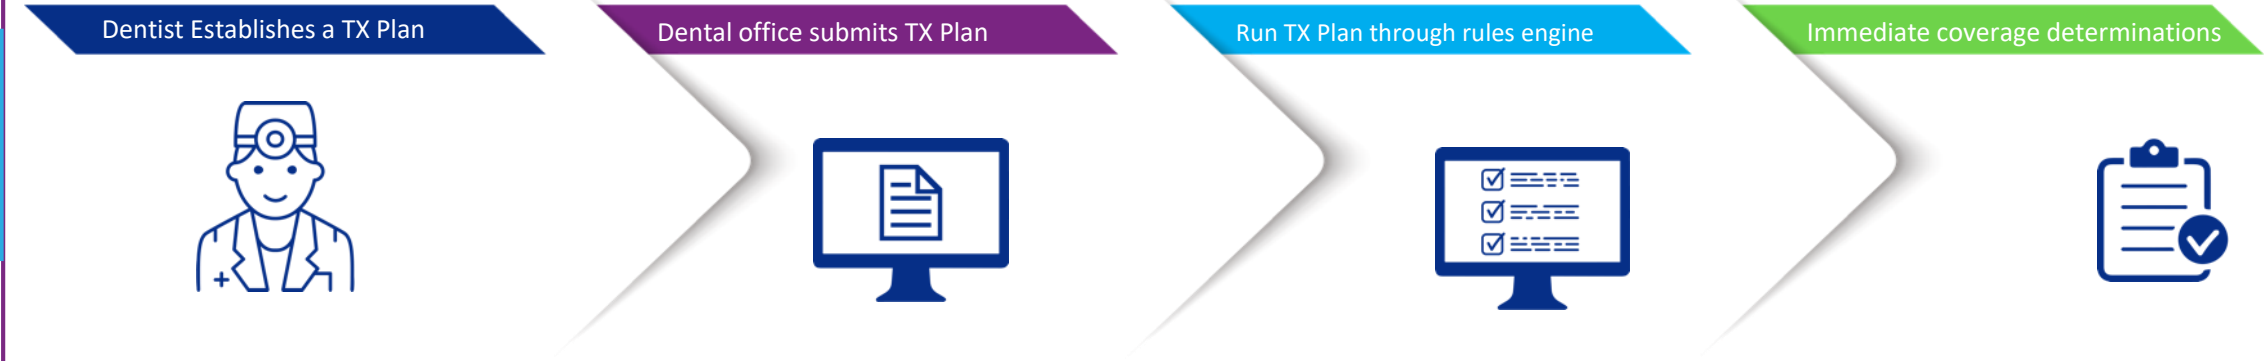 Dentist Establishes a TX Plan
Dental office submits TX Plan
Run TX Plan through rules engine
Immediate coverage determinations